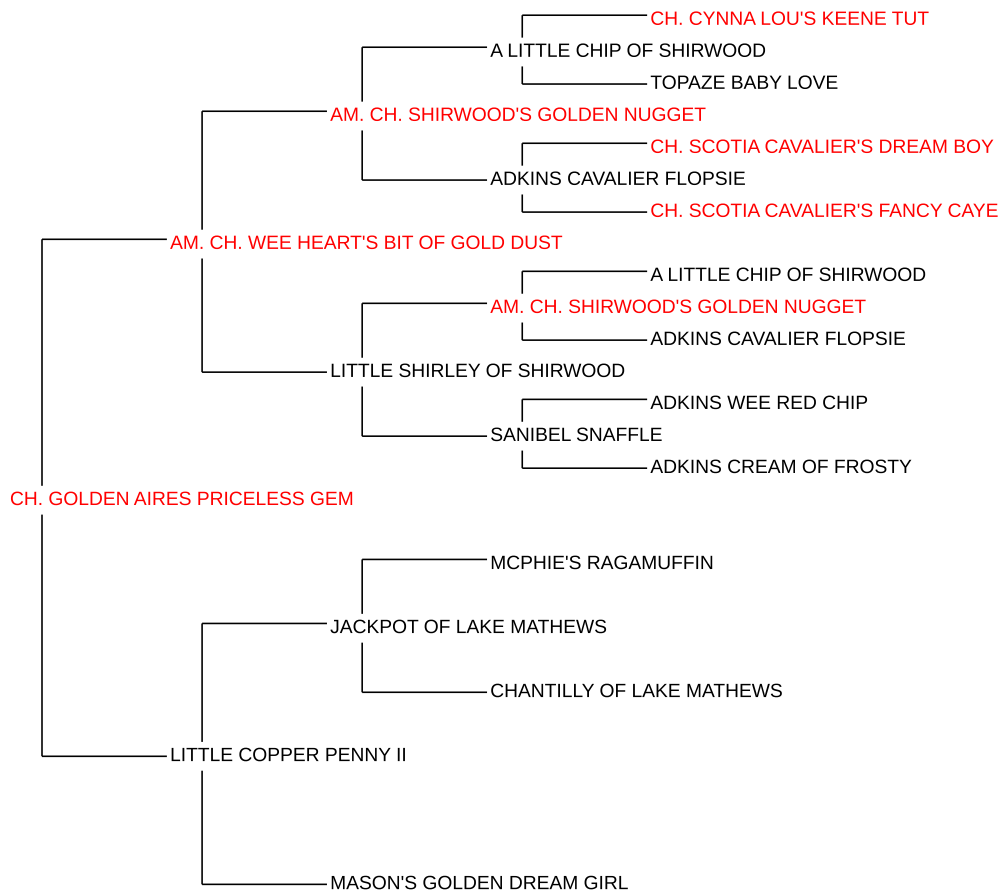 CH. CYNNA LOU'S KEENE TUT
A LITTLE CHIP OF SHIRWOOD
TOPAZE BABY LOVE
AM. CH. SHIRWOOD'S GOLDEN NUGGET
CH. SCOTIA CAVALIER'S DREAM BOY
ADKINS CAVALIER FLOPSIE
CH. SCOTIA CAVALIER'S FANCY CAYE
AM. CH. WEE HEART'S BIT OF GOLD DUST
A LITTLE CHIP OF SHIRWOOD
AM. CH. SHIRWOOD'S GOLDEN NUGGET
ADKINS CAVALIER FLOPSIE
LITTLE SHIRLEY OF SHIRWOOD
ADKINS WEE RED CHIP
SANIBEL SNAFFLE
ADKINS CREAM OF FROSTY
CH. GOLDEN AIRES PRICELESS GEM
MCPHIE'S RAGAMUFFIN
JACKPOT OF LAKE MATHEWS
CHANTILLY OF LAKE MATHEWS
LITTLE COPPER PENNY II
MASON'S GOLDEN DREAM GIRL